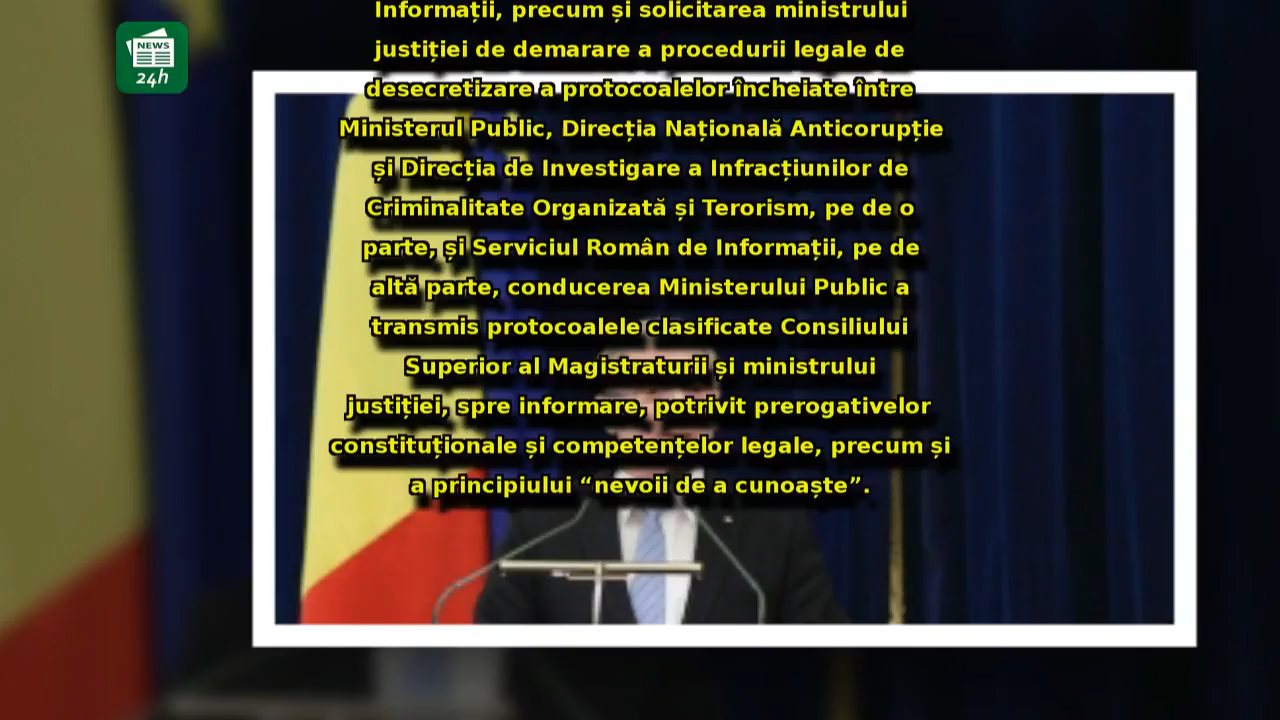 NEWS
24h
Informații, precum și solicitarea ministrului
justiției de demarare a procedurii legale de
desecretizare a protocoalelor încheiate între
Ministerul Public, Direcția Națională Anticorupție
și Direcția de Investigare a Infracțiunilor de
Criminalitate Organizată și Terorism, pe de o
parte, și Serviciul Român de Informații, pe de
altă parte, conducerea Ministerului Public a
transmis protocoalele clasificate Consiliului
Superior al Magistraturii și ministrului
justiției, spre informare, potrivit prerogativelor
constituționale și competențelor legale, precum și
a principiului “nevoii de a cunoaște”.